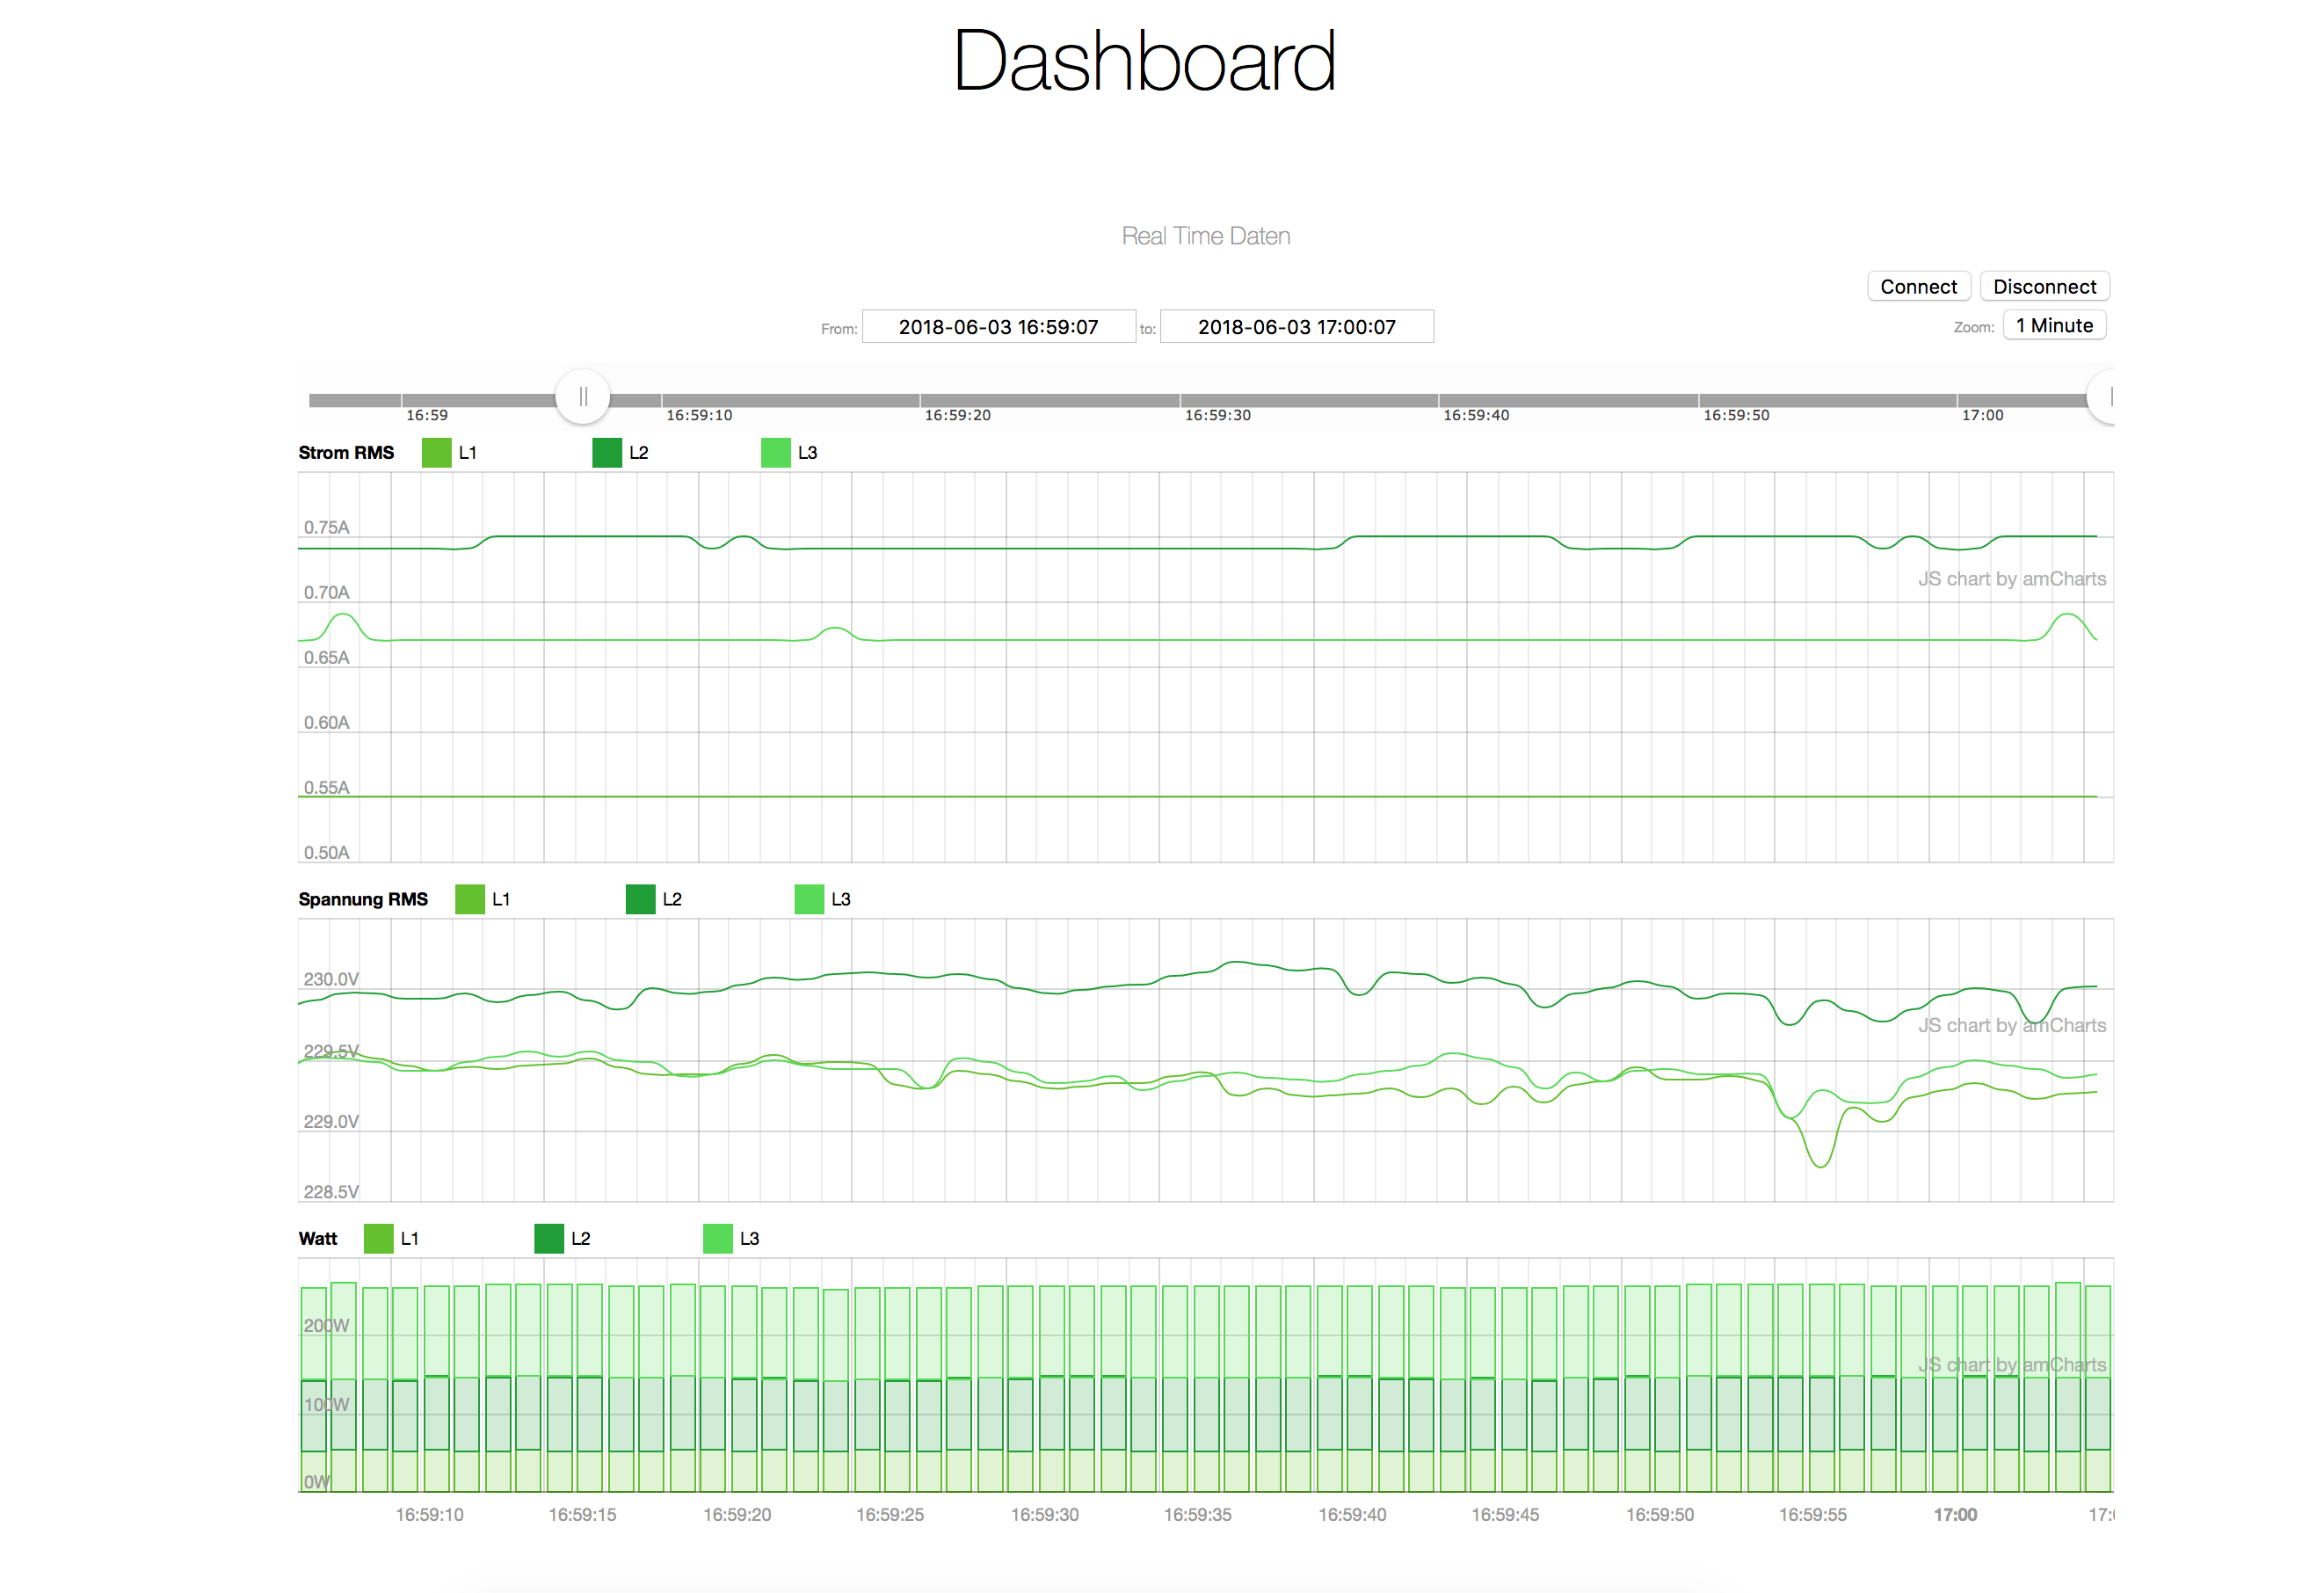 Dashboard
Real Time Daten
Connect Disconnect
From: 2018-06-03 16:59:07 to: 2018-06-03 17:00:07 Zoom: 1 Minute
16:59 16:59:10 16:59:20 16:59:30 16:59:40 16:59:50 17:00
Strom RMS L1 L2 L3
0.75A
JS chart by amCharts
0.70A
0.65A
0.60A
0.55A
0.50A
Spannung RMS L1 L2 L3
230.0V
JS chart by amCharts
229.5V
229.0V
228.5V
Watt L1 L2 L3
200W
JS chart by amCharts
100W
0W
16:59:10 16:59:15 16:59:20 16:59:25 16:59:30 16:59:35 16:59:40 16:59:45 16:59:50 16:59:55 17:00